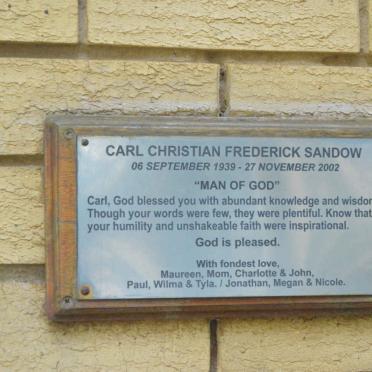 CARL CHRISTIAN FREDERICK SANDOW
06 SEPTEMBER 1939 - 27 NOVEMBER 2002
"MAN OF GOD"
Carl, God blessed you with abundant knowledge and wisdom
Though your words were few, they were plentiful. Know that
your humility and unshakeable faith were inspirational.
God is pleased.
With fondest love,
Maureen, Mom, Charlotte & John,
Paul, Wilma & Tyla. / Jonathan, Megan & Nicole.